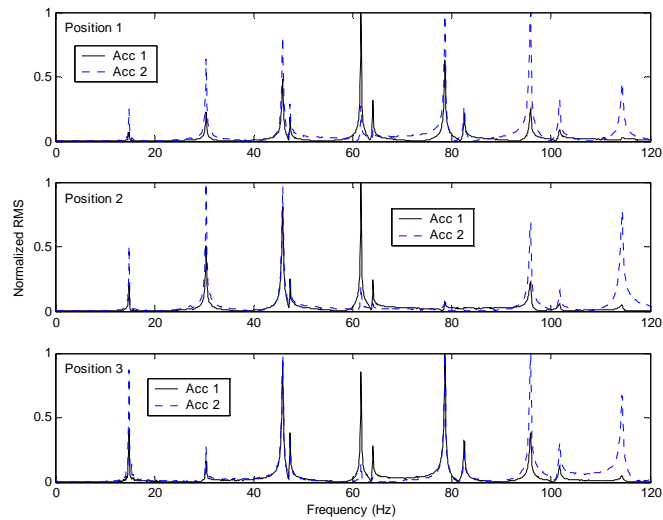 Position 1
Acc 1
Acc 2
1
0.5
0
0 20 40 60 80 100 120
Position 2
Acc 1
Acc 2
Normalized RMS
1
0.5
0
0 20 40 60 80 100 120
Position 3
Acc 1
Acc 2
1
0.5
0
0 20 40 60 80 100 120
Frequency (Hz)